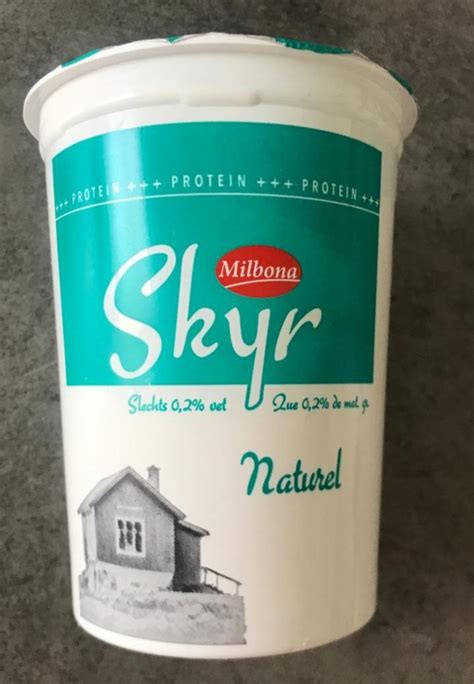 +++ PROTEIN +++ PROTEIN +++ PROTEIN +++
Milbona
Skyr
Slechts 0,2% vet Que 0,2% de mat. gr.
Naturel